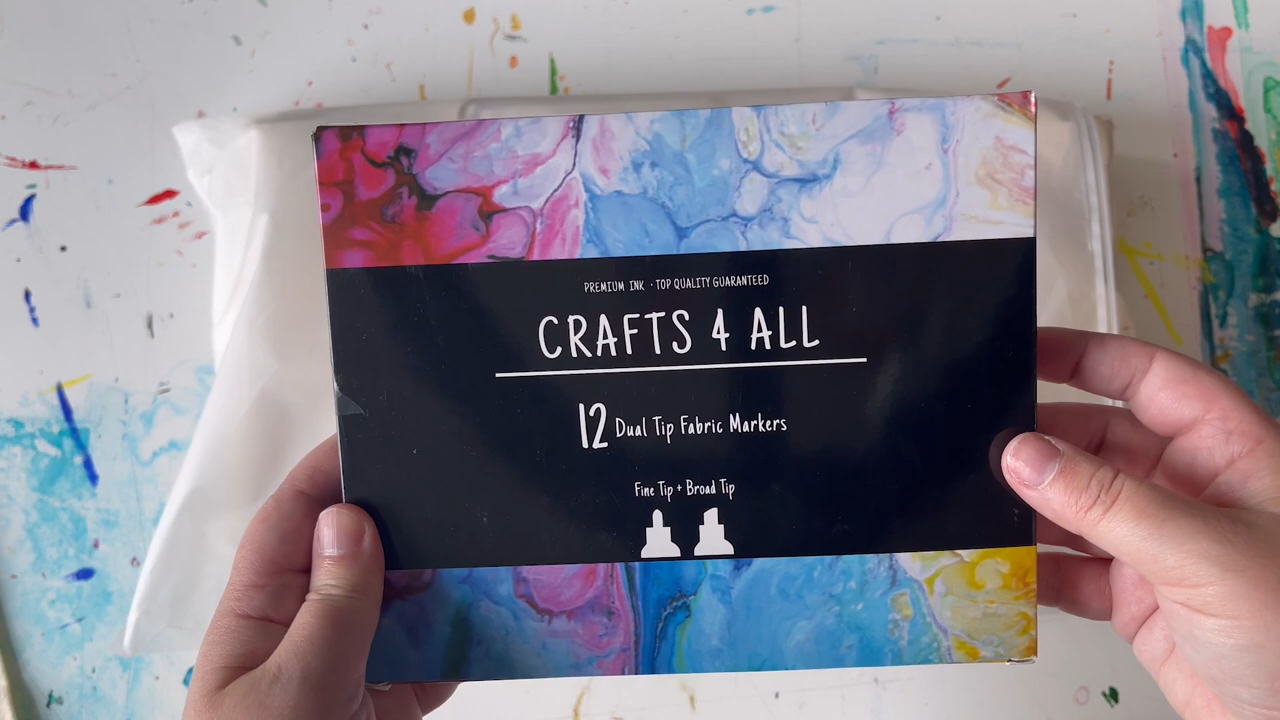 PREMIUM INK · TOP QUALITY GUARANTEED
CRAFTS 4 ALL
12 Dual Tip Fabric Markers
Fine Tip + Broad Tip